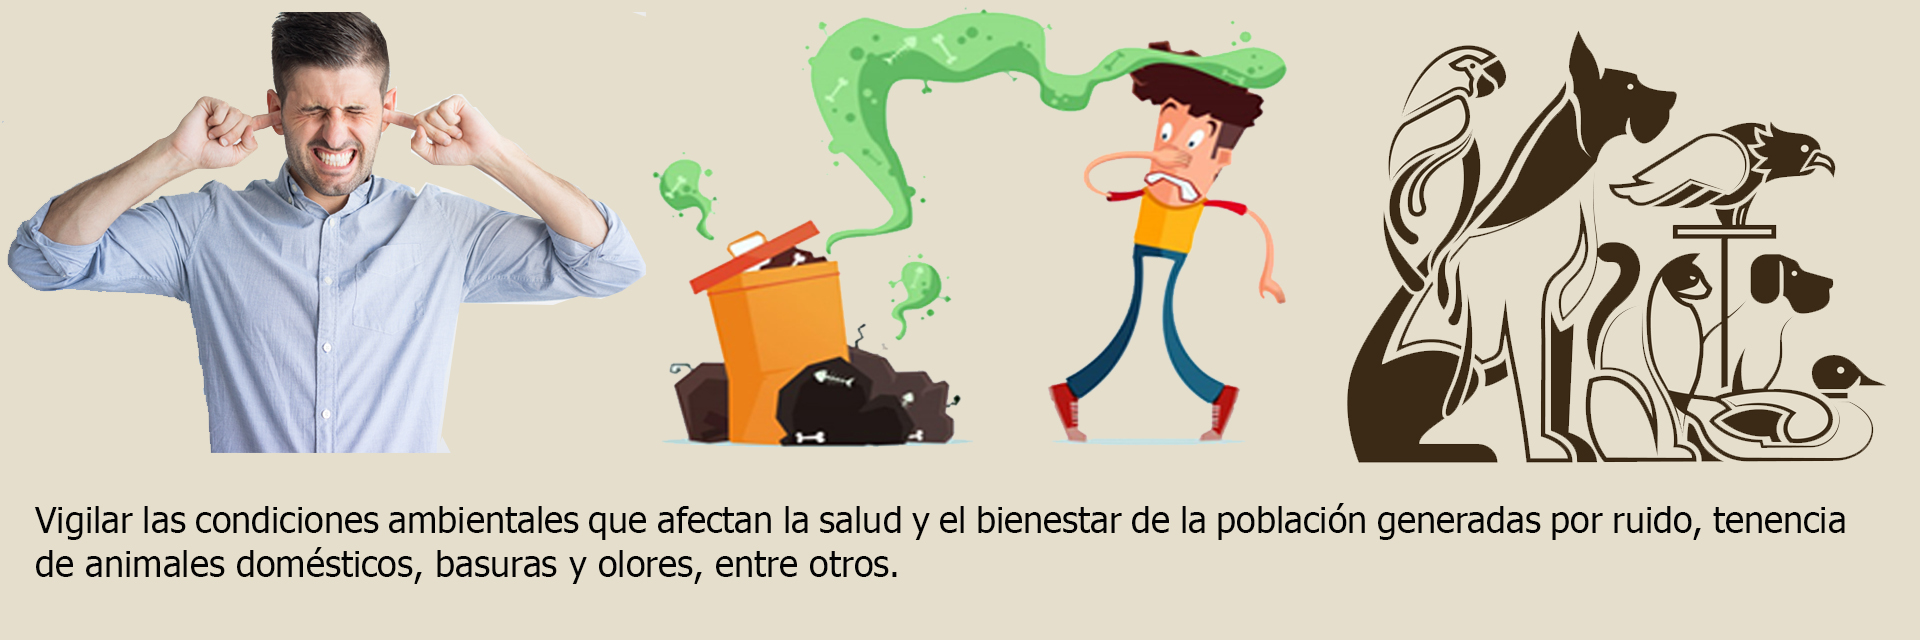 Vigilar las condiciones ambientales que afectan la salud y el bienestar de la población generadas por ruido, tenencia
de animales domésticos, basuras y olores, entre otros.